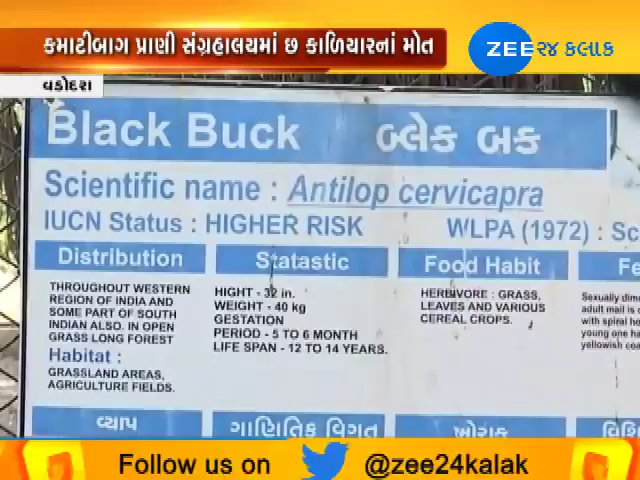 કમાટીબાગ પ્રાણી સંગ્રહાલયમાં છ કાળિયારનાં મોત
ZEE ૨૪ કલાક
વડોદરા
Black Buck બ્લેક બક
Scientific name : Antilop cervicapra
IUCN Status : HIGHER RISK WLPA (1972) : Sc
Distribution
THROUGHOUT WESTERN
REGION OF INDIA AND
SOME PART OF SOUTH
INDIAN ALSO. IN OPEN
GRASS LONG FOREST
Habitat :
GRASSLAND AREAS,
AGRICULTURE FIELDS.
Statastic
HIGHT - 32 in.
WEIGHT - 40 kg
GESTATION
PERIOD - 5 TO 6 MONTH
LIFE SPAN - 12 TO 14 YEARS.
Food Habit
HERBIVORE : GRASS,
LEAVES AND VARIOUS
CEREAL CROPS.
Fe
Sexually dim
adult mail is
with spiral ho
young one ha
yellowish coa
વ્યાપ
ગાણિતિક વિગત
ખોરાક
Follow us on @zee24kalak